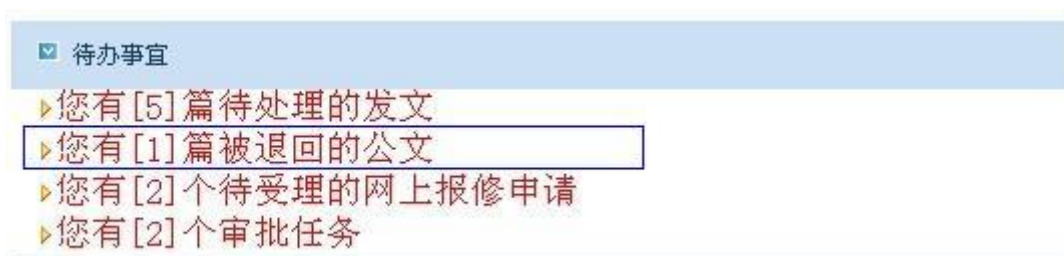 待办事宜
您有[5]篇待处理的发文
您有[1]篇被退回的公文
您有[2]个待受理的网上报修申请
您有[2]个审批任务